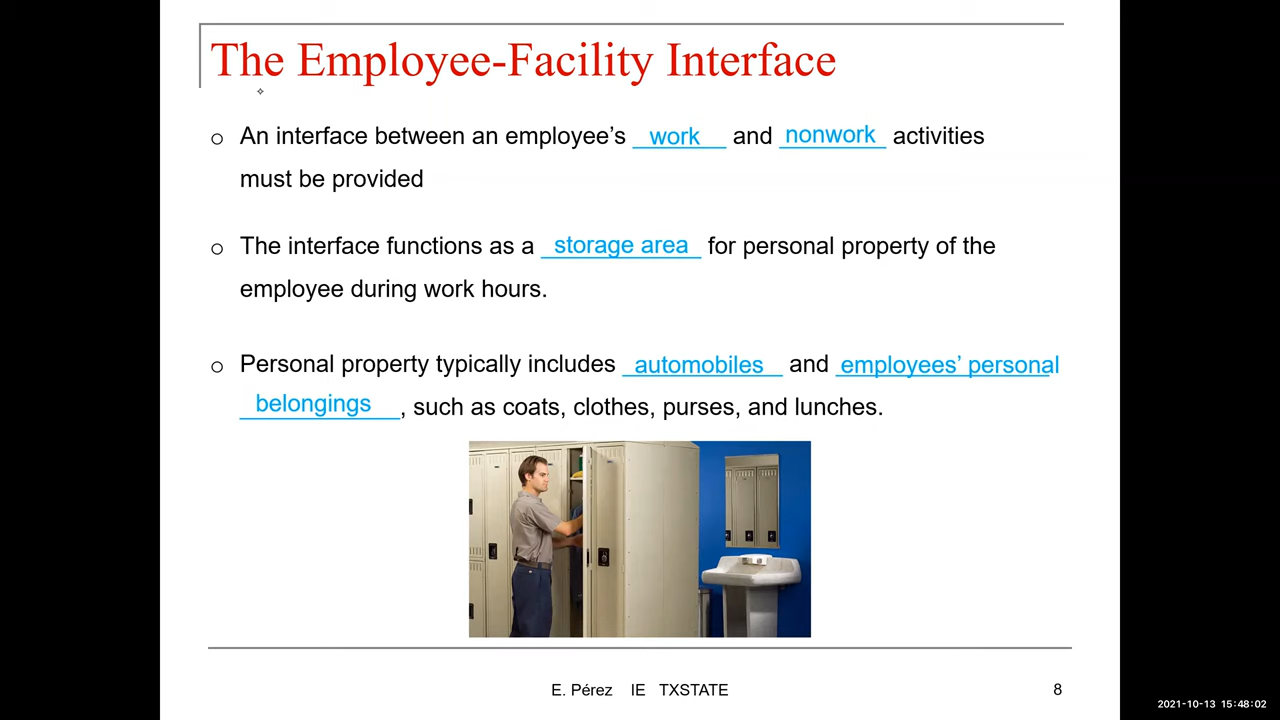 The Employee-Facility Interface
o An interface between an employee’s work and nonwork activities
must be provided
o The interface functions as a storage area for personal property of the
employee during work hours.
o Personal property typically includes automobiles and employees’ personal
belongings, such as coats, clothes, purses, and lunches.
E. Pérez IE TXSTATE 8
2021-10-13 15:48:02